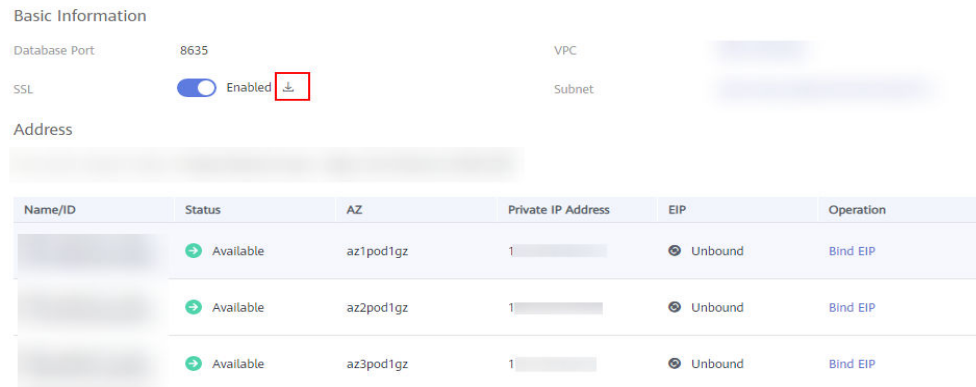 Basic Information
Database Port 8635 VPC
SSL Enabled Subnet
Address
Name/ID Status AZ Private IP Address EIP Operation
Available az1pod1gz 1 Unbound Bind EIP
Available az2pod1gz 1 Unbound Bind EIP
Available az3pod1gz 1 Unbound Bind EIP